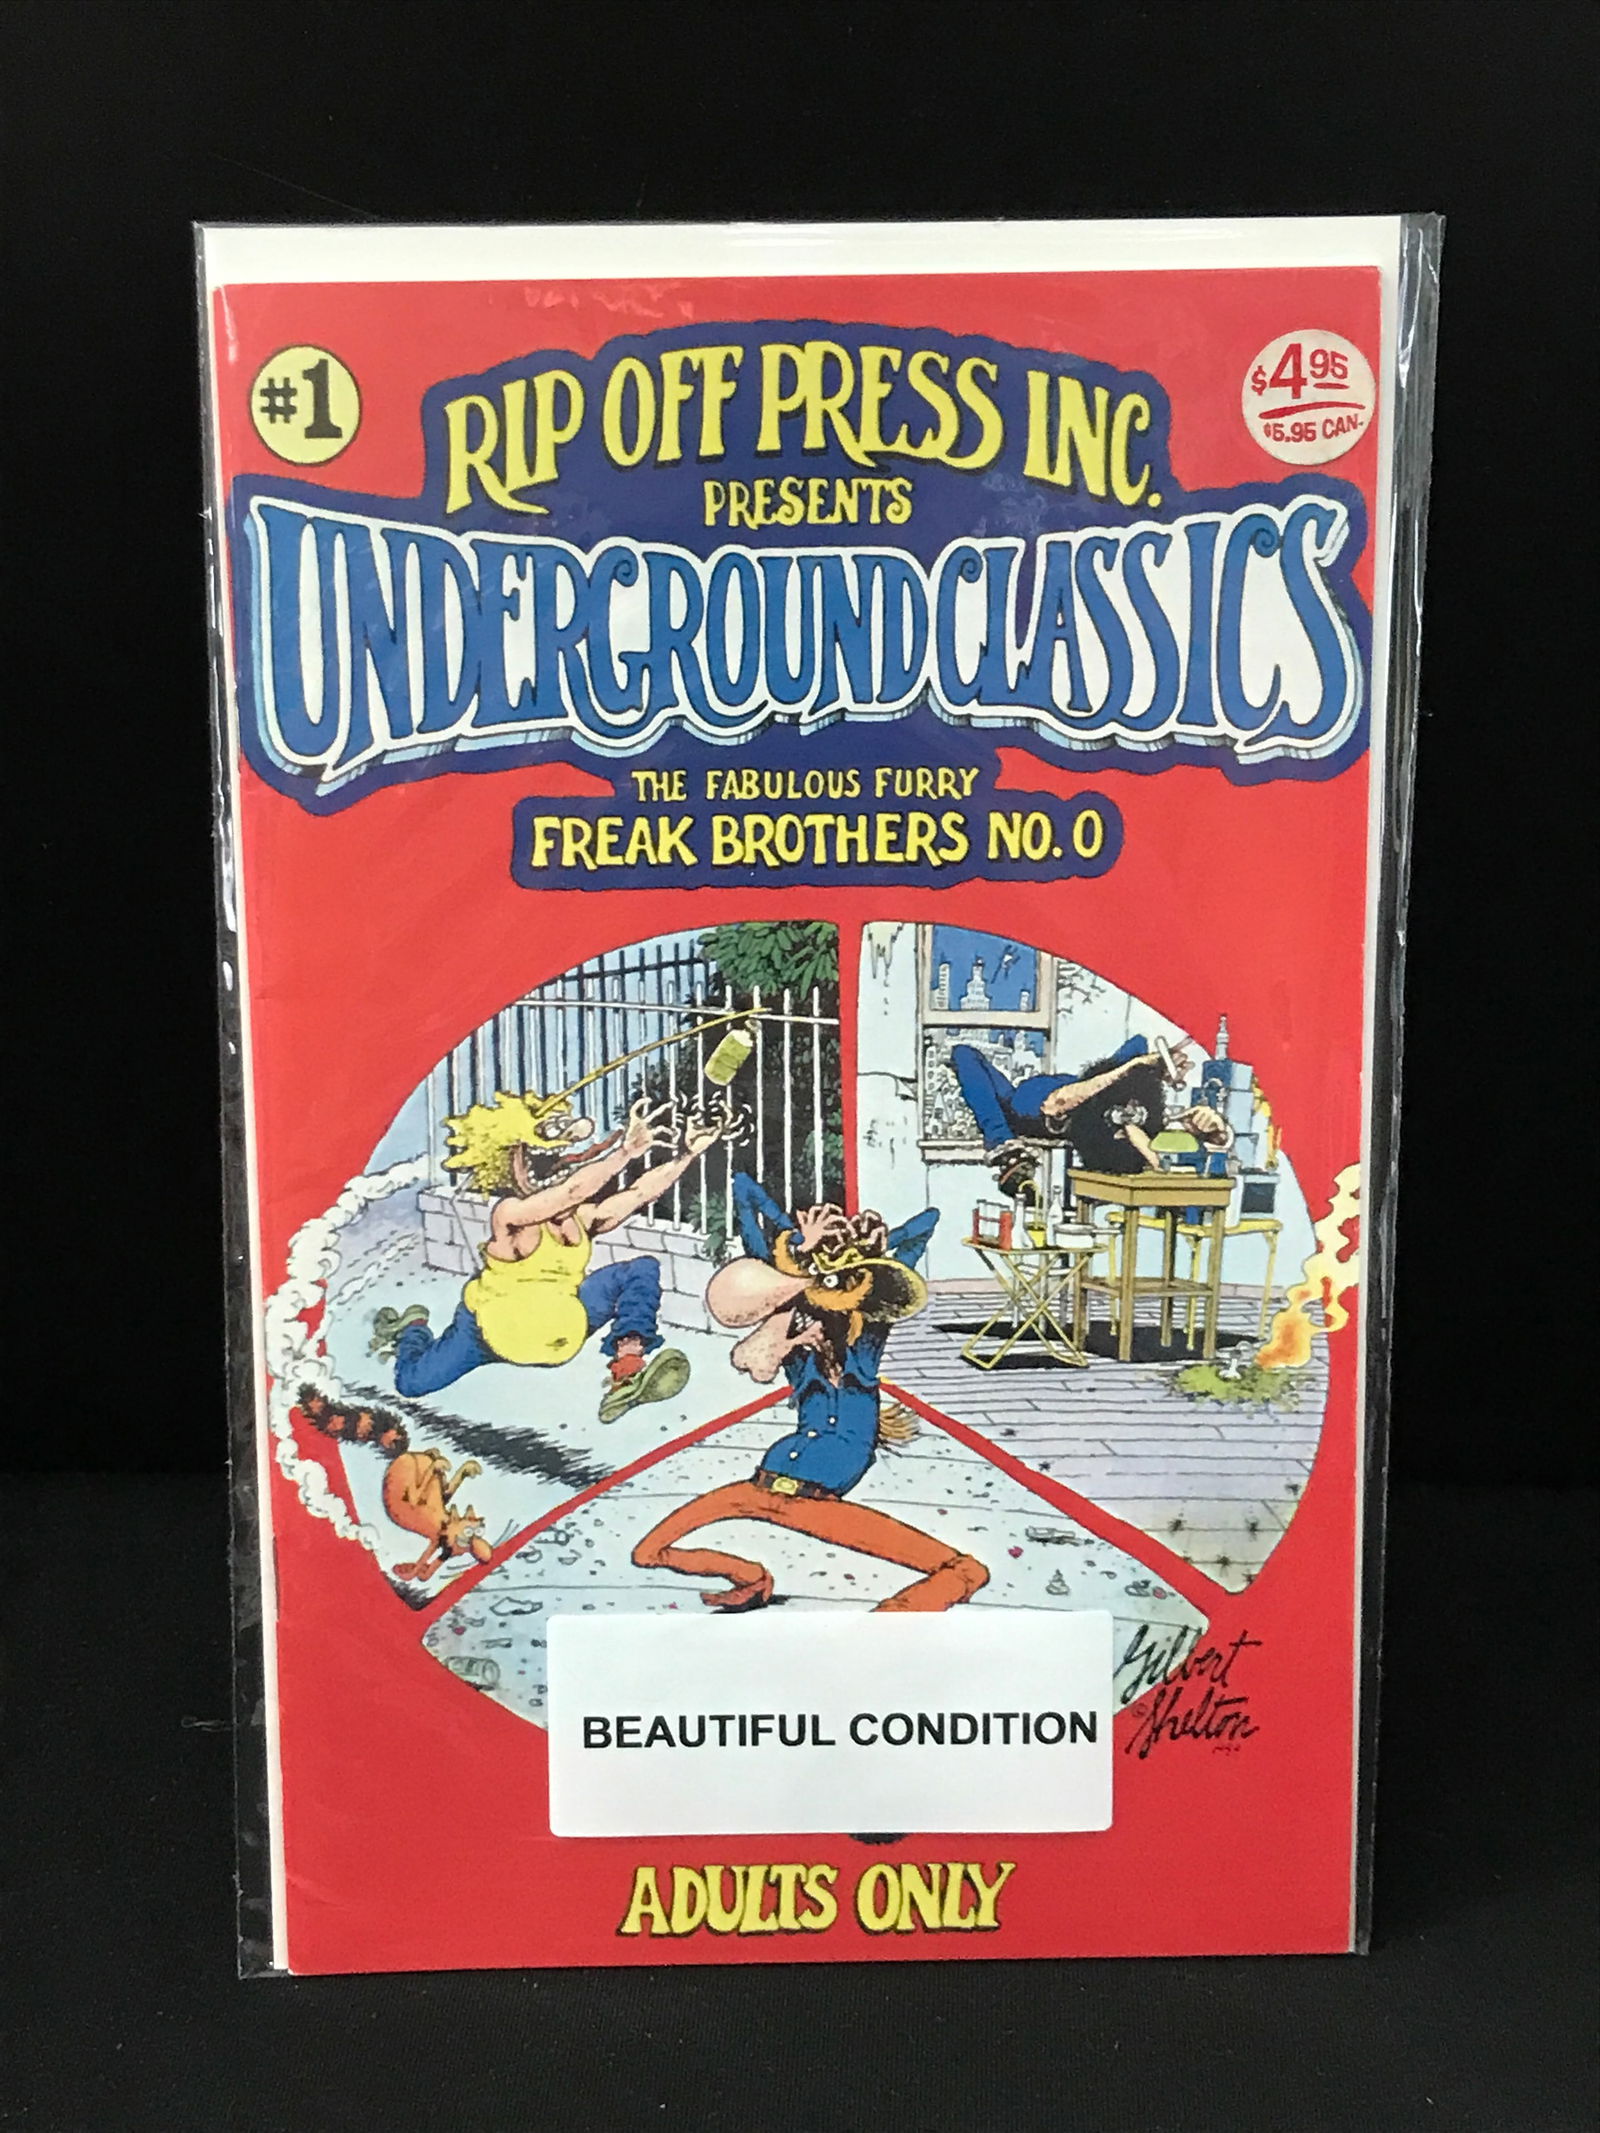 #1
$4.95
$5.95 CAN.
RIP OFF PRESS INC.
PRESENTS
UNDERGROUND CLASSICS
THE FABULOUS FURRY
FREAK BROTHERS NO. 0
Gilbert
© Shelton
BEAUTIFUL CONDITION
ADULTS ONLY